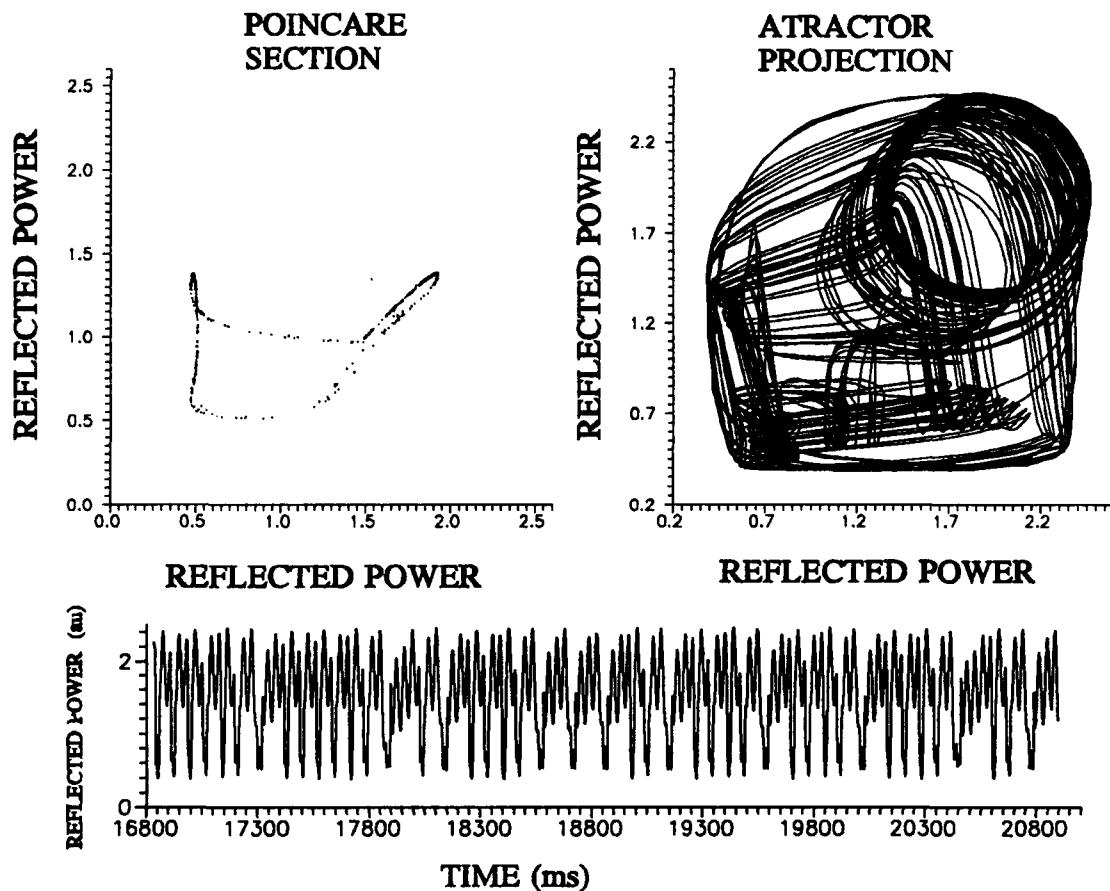 POINCARE
SECTION
ATRACTOR
PROJECTION
REFLECTED POWER
2.5
2.0
1.5
1.0
0.5
0.0
0.0 0.5 1.0 1.5 2.0 2.5
REFLECTED POWER
REFLECTED POWER
2.2
1.7
1.2
0.7
0.2
0.2 0.7 1.2 1.7 2.2
REFLECTED POWER
REFLECTED POWER (au)
2
0
16800 17300 17800 18300 18800 19300 19800 20300 20800
TIME (ms)